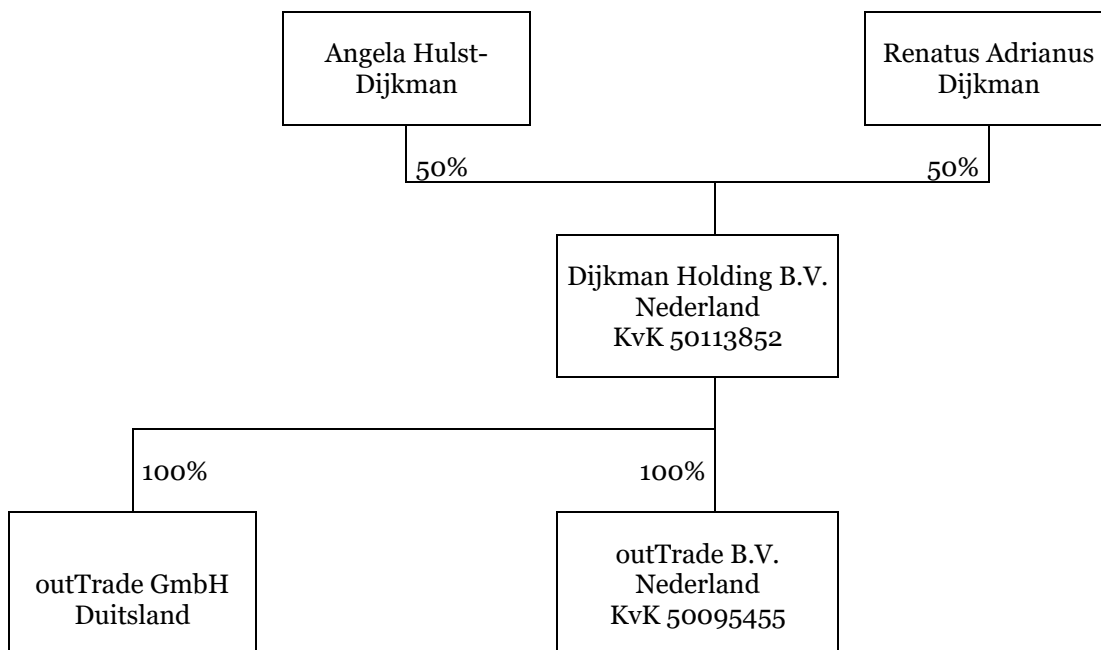 Angela Hulst-
Dijkman
Renatus Adrianus
Dijkman
50%
50%
Dijkman Holding B.V.
Nederland
KvK 50113852
100%
100%
outTrade GmbH
Duitsland
outTrade B.V.
Nederland
KvK 50095455